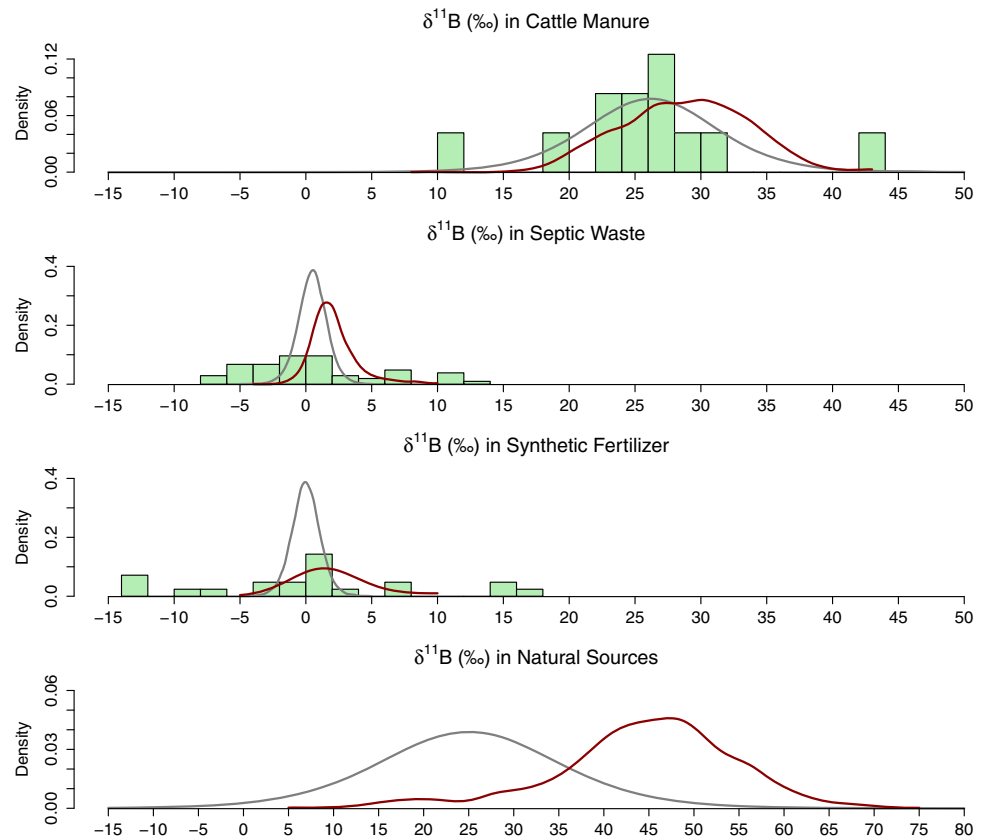 δ¹¹B (‰) in Cattle Manure
Density
0.00 0.06 0.12
−15 −10 −5 0 5 10 15 20 25 30 35 40 45 50
δ¹¹B (‰) in Septic Waste
Density
0.0 0.2 0.4
−15 −10 −5 0 5 10 15 20 25 30 35 40 45 50
δ¹¹B (‰) in Synthetic Fertilizer
Density
0.0 0.2 0.4
−15 −10 −5 0 5 10 15 20 25 30 35 40 45 50
δ¹¹B (‰) in Natural Sources
Density
0.00 0.03 0.06
−15 −10 −5 0 5 10 15 20 25 30 35 40 45 50 55 60 65 70 75 80